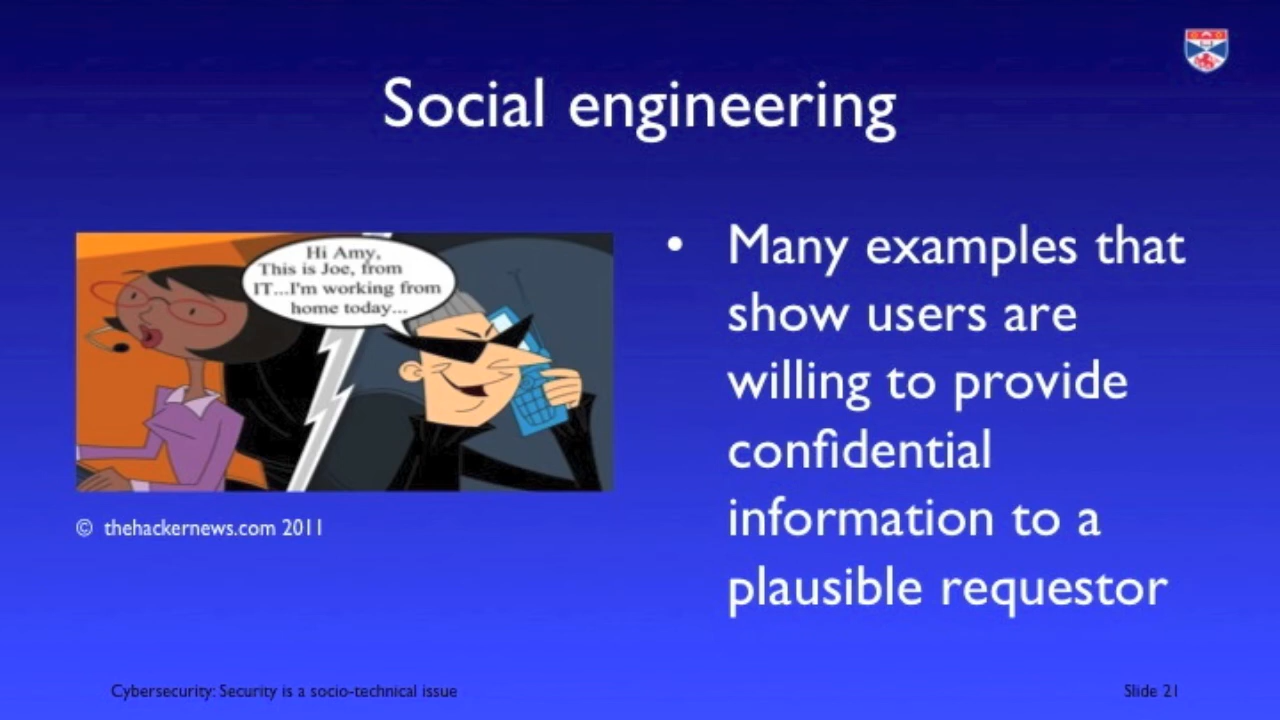 Social engineering
Hi Amy,
This is Joe, from
IT...I'm working from
home today...
© thehackernews.com 2011
• Many examples that
show users are
willing to provide
confidential
information to a
plausible requestor
Cybersecurity: Security is a socio-technical issue
Slide 21